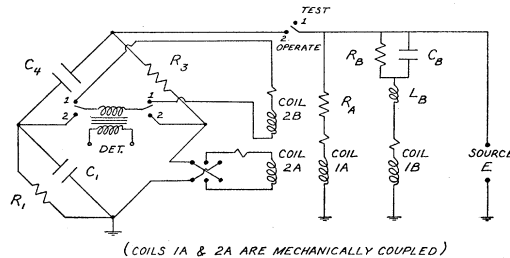 TEST
1
2
OPERATE
C4
R3
RB
CB
1
2
1
2
COIL
2B
RA
LB
DET.
COIL
2A
COIL
1A
COIL
1B
SOURCE
E
C1
R1
(COILS 1A & 2A ARE MECHANICALLY COUPLED)